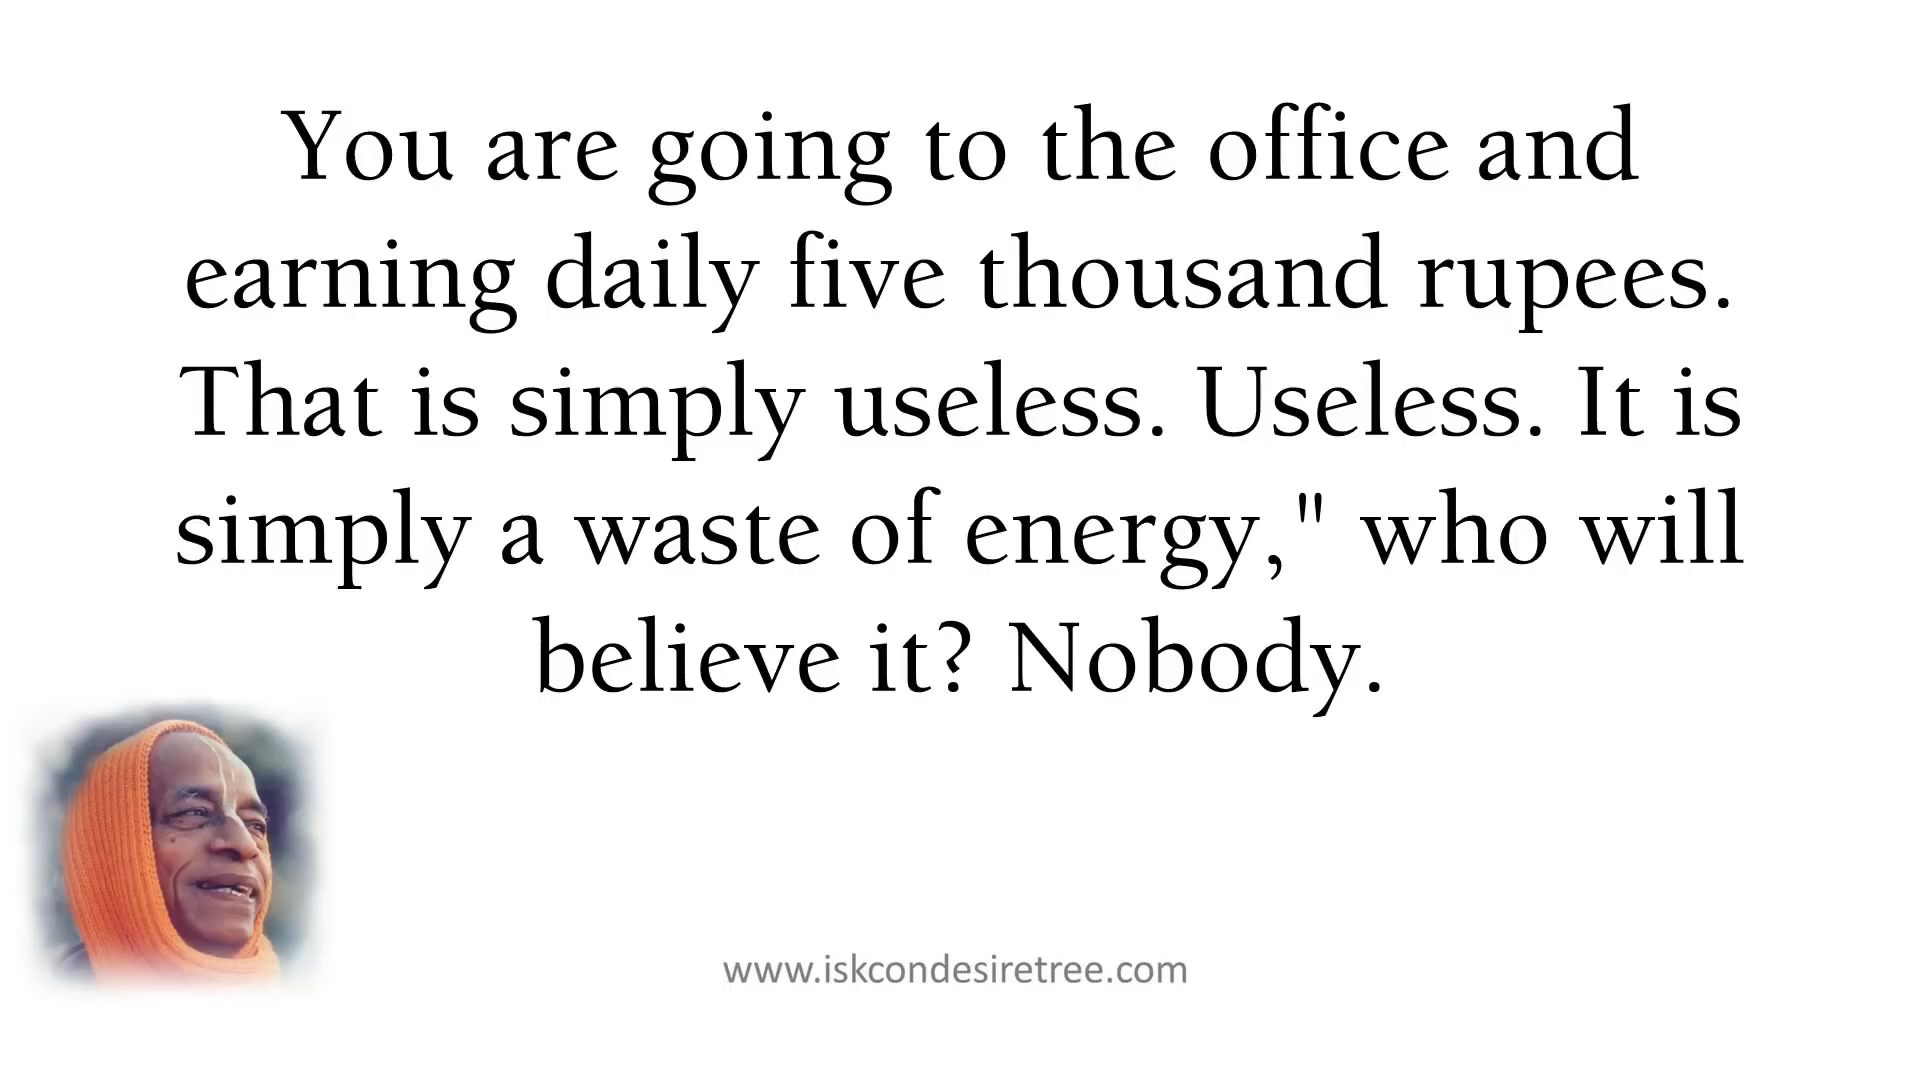 You are going to the office and
earning daily five thousand rupees.
That is simply useless. Useless. It is
simply a waste of energy," who will
believe it? Nobody.
www.iskcondesiretree.com